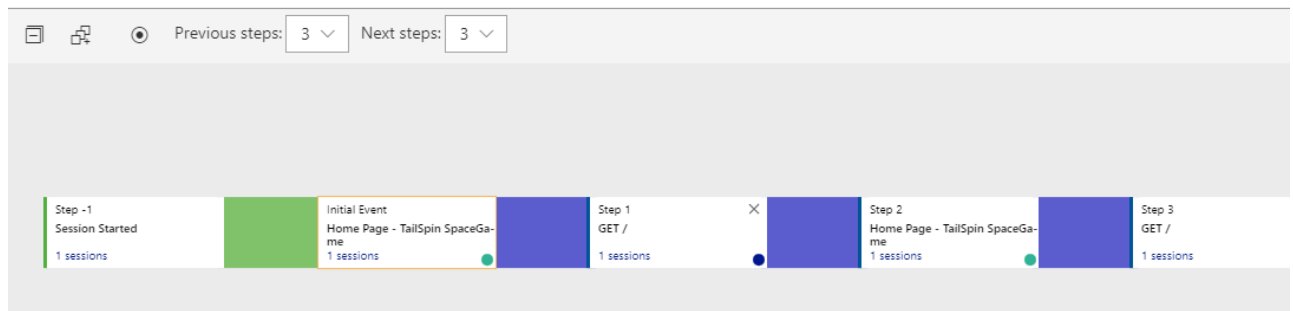 Previous steps: 3 Next steps: 3
Step -1
Session Started
1 sessions
Initial Event
Home Page - TailSpin SpaceGa-
me
1 sessions
Step 1
GET /
1 sessions
Step 2
Home Page - TailSpin SpaceGa-
me
1 sessions
Step 3
GET /
1 sessions